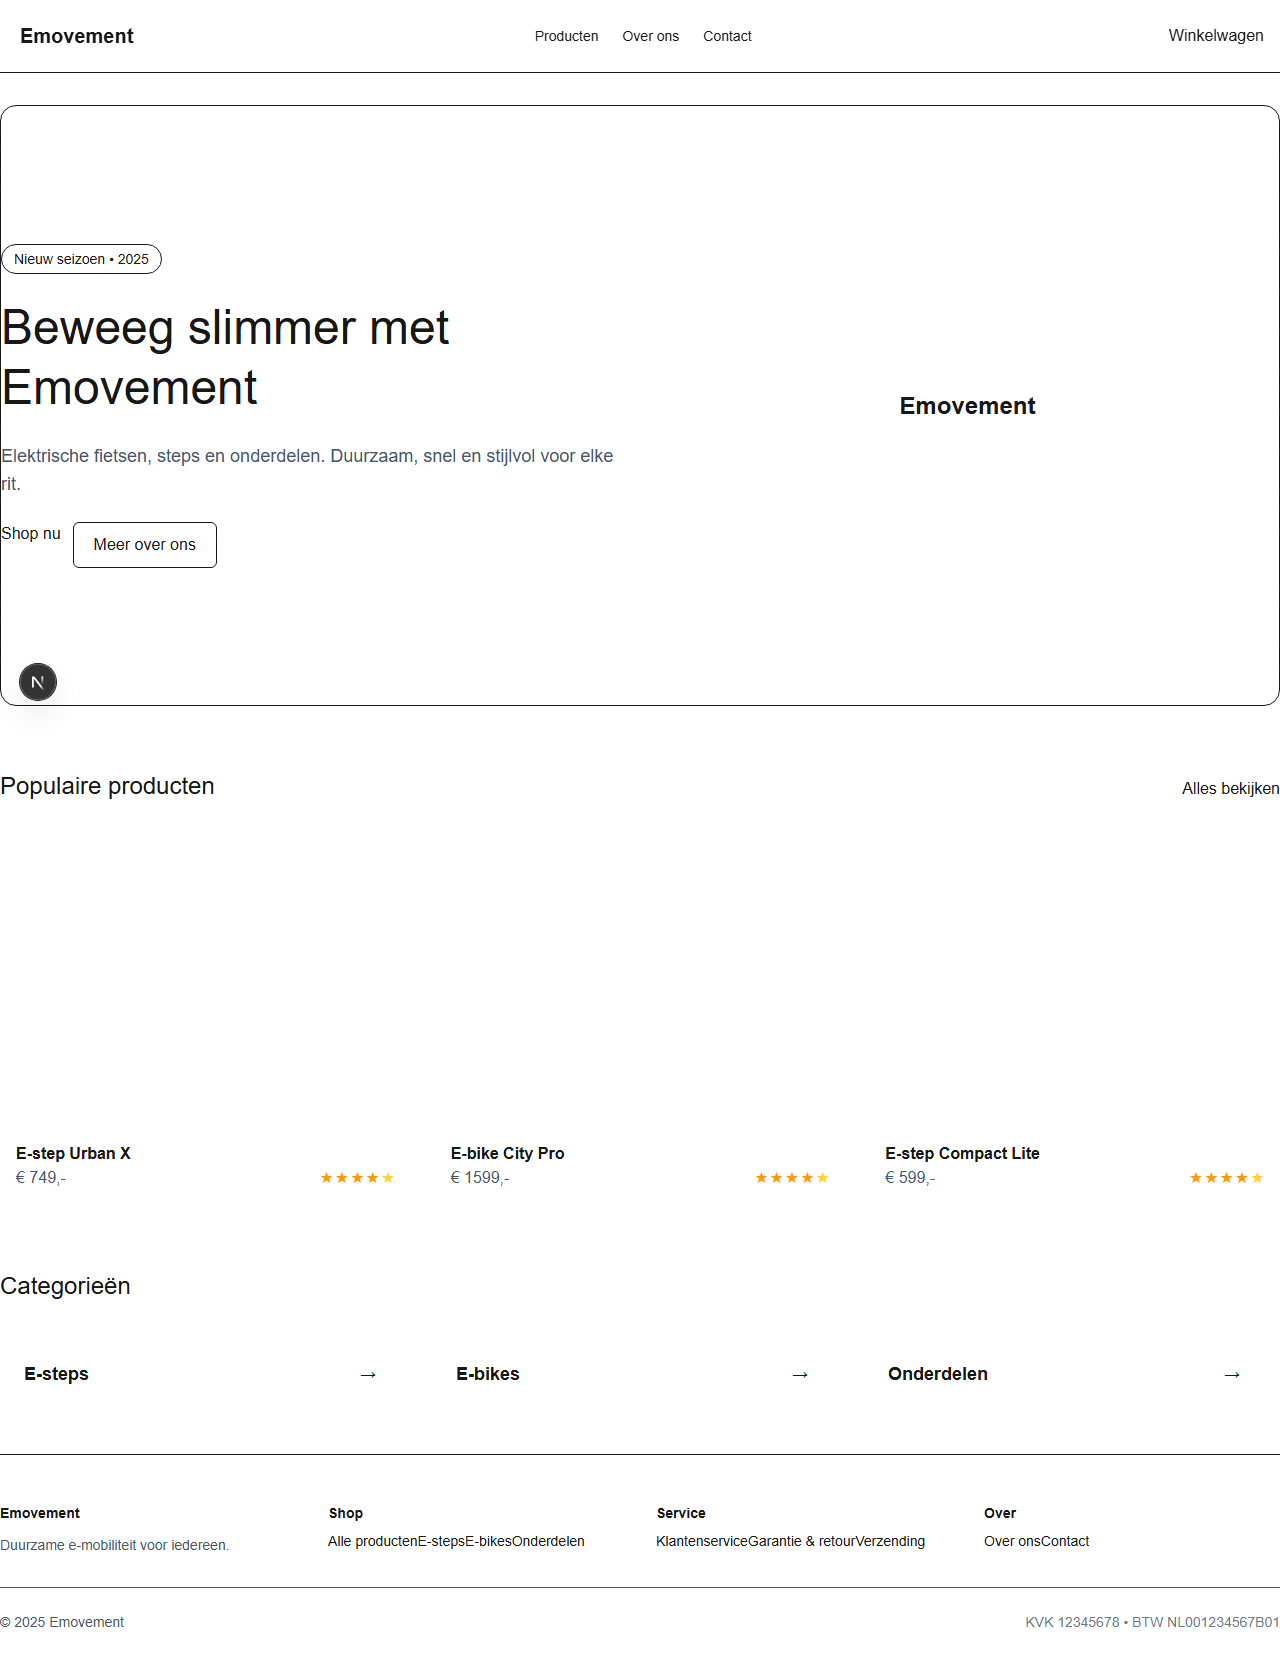 Emovement
Producten Over ons Contact
Winkelwagen
Nieuw seizoen • 2025
Beweeg slimmer met
Emovement
Elektrische fietsen, steps en onderdelen. Duurzaam, snel en stijlvol voor elke
rit.
Shop nu
Meer over ons
Emovement
N
Populaire producten
Alles bekijken
E-step Urban X
€ 749,-
★★★★★
E-bike City Pro
€ 1599,-
★★★★★
E-step Compact Lite
€ 599,-
★★★★★
Categorieën
E-steps →
E-bikes →
Onderdelen →
Emovement
Duurzame e-mobiliteit voor iedereen.
Shop
Alle productenE-stepsE-bikesOnderdelen
Service
KlantenserviceGarantie & retourVerzending
Over
Over onsContact
© 2025 Emovement
KVK 12345678 • BTW NL001234567B01